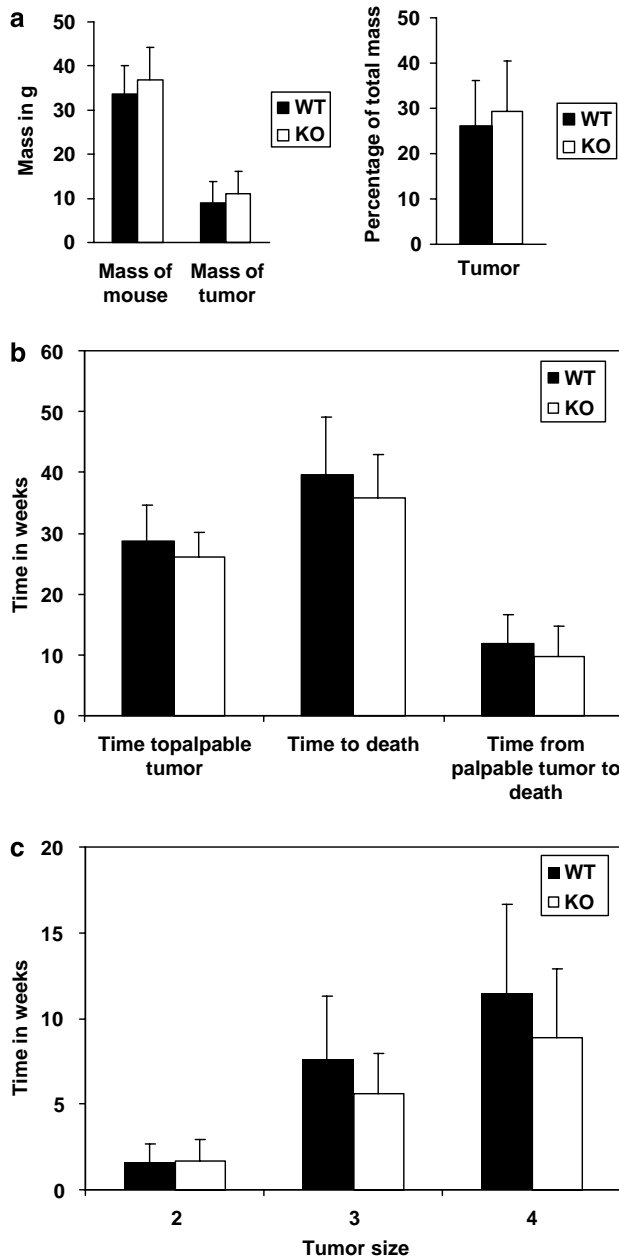 a
50
40
30
20
10
0
Mass in g
WT
KO
Mass of mouse
Mass of tumor
50
40
30
20
10
0
Percentage of total mass
WT
KO
Tumor
b
60
50
40
30
20
10
0
Time in weeks
WT
KO
Time topalpable tumor
Time to death
Time from palpable tumor to death
c
20
15
10
5
0
Time in weeks
WT
KO
2
3
4
Tumor size